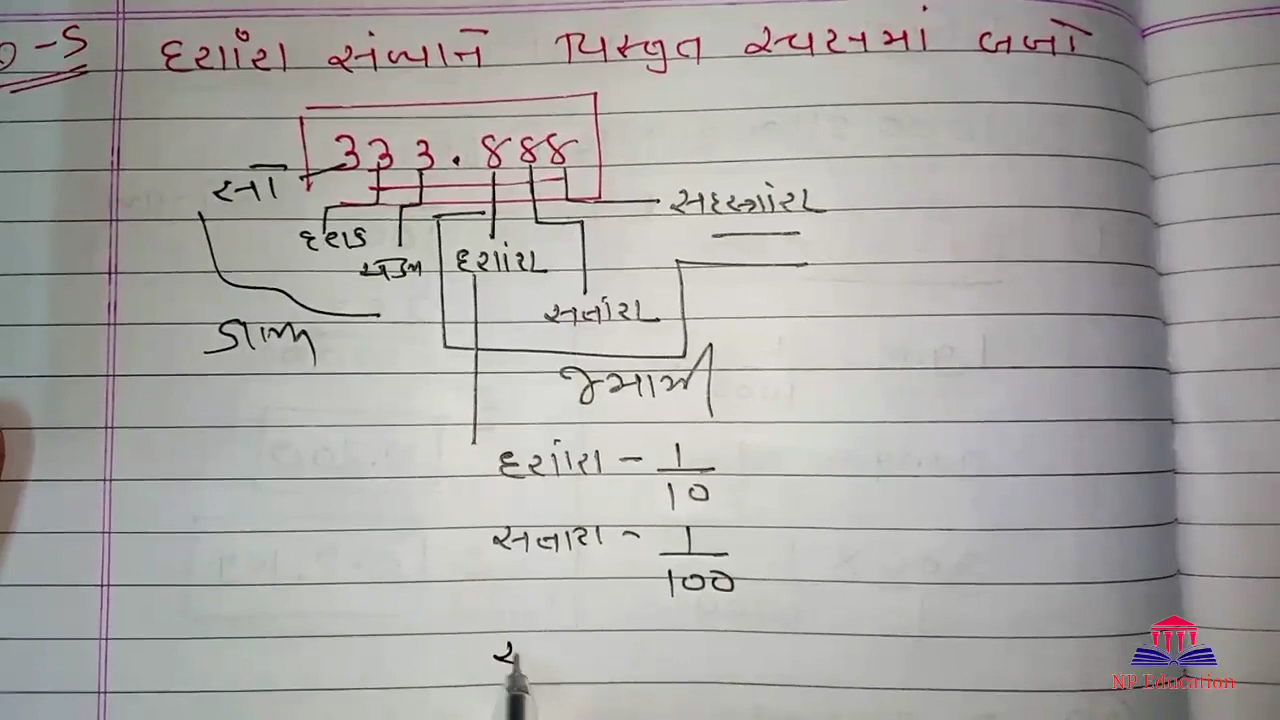 -5 દશાંશ સંખ્યાને વિસ્તૃત સ્વરૂપમાં લખો
333.888
સો
સહસ્ત્રાંશ
દશક
એકમ
દશાંશ
શતાંશ
ડાબી
જમણી
દશાંશ - 1/10
શતાંશ - 1/100
સ
NP Education